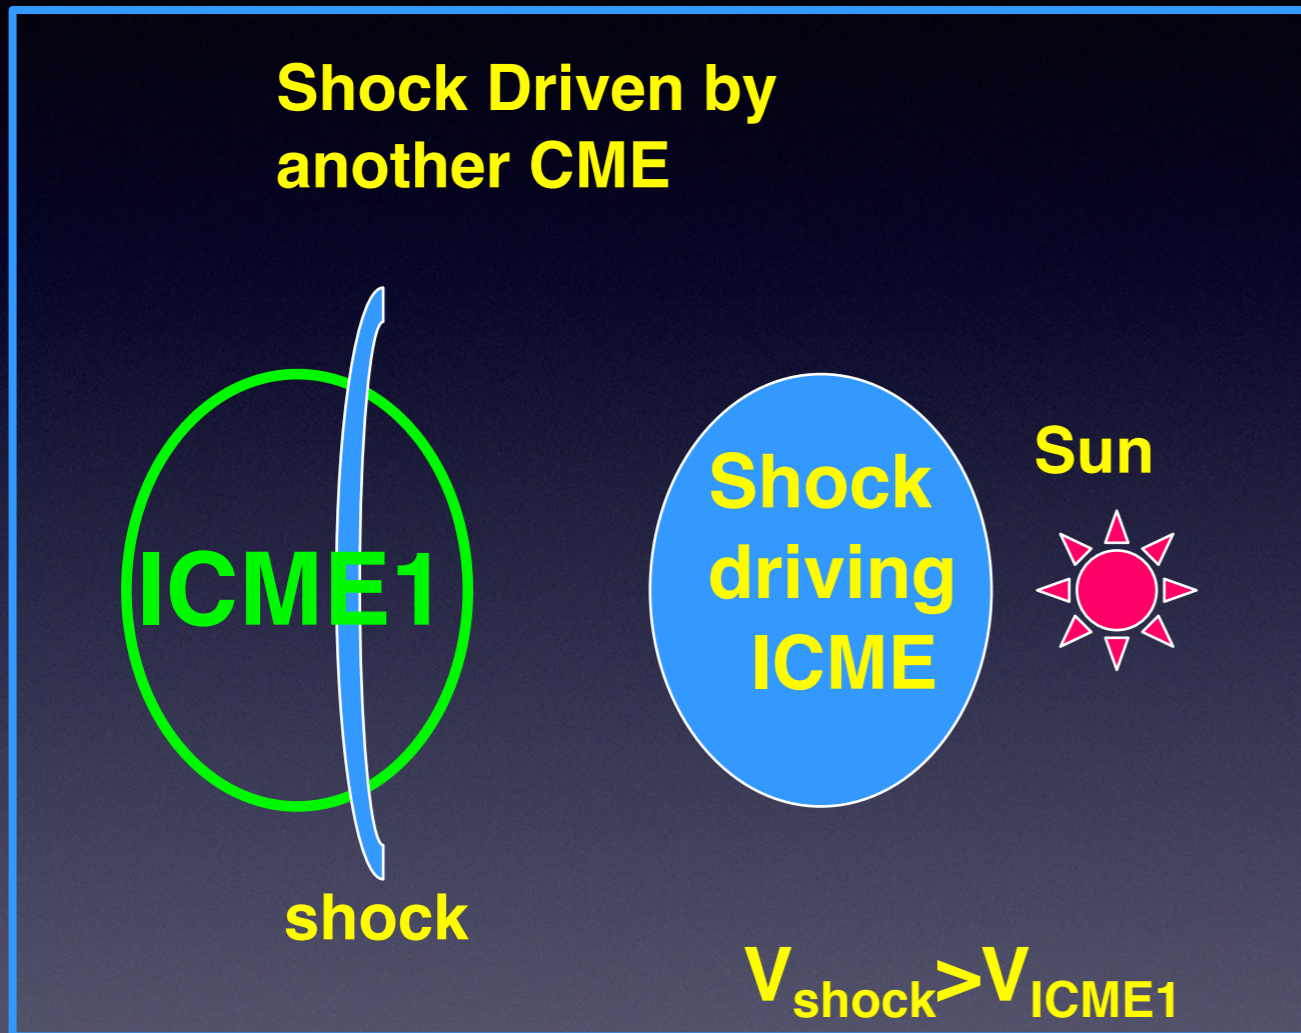 Shock Driven by
another CME
Sun
Shock
driving
ICME
ICME1
shock
Vshock>VICME1